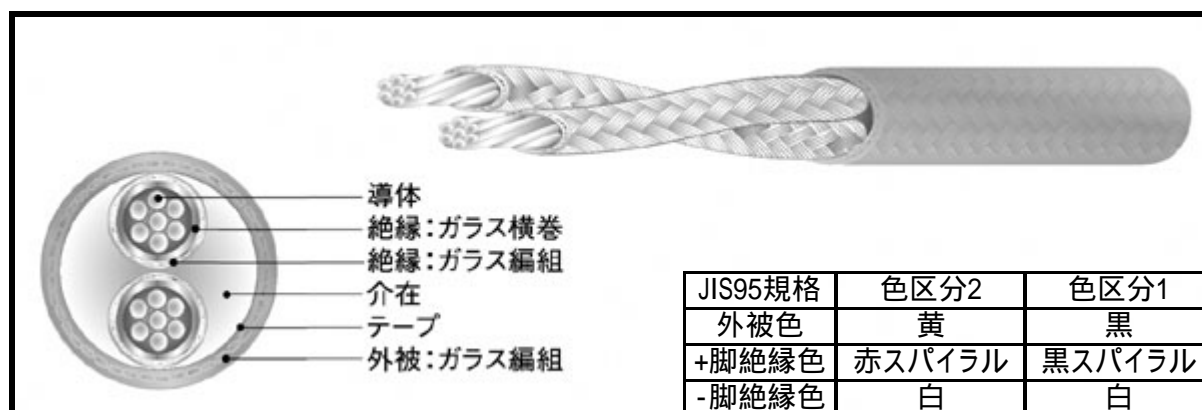 導体
絶縁:ガラス横巻
絶縁:ガラス編組
介在
テープ
外被:ガラス編組
JIS95規格 色区分2 色区分1
外被色 黄 黒
+脚絶縁色 赤スパイラル 黒スパイラル
-脚絶縁色 白 白